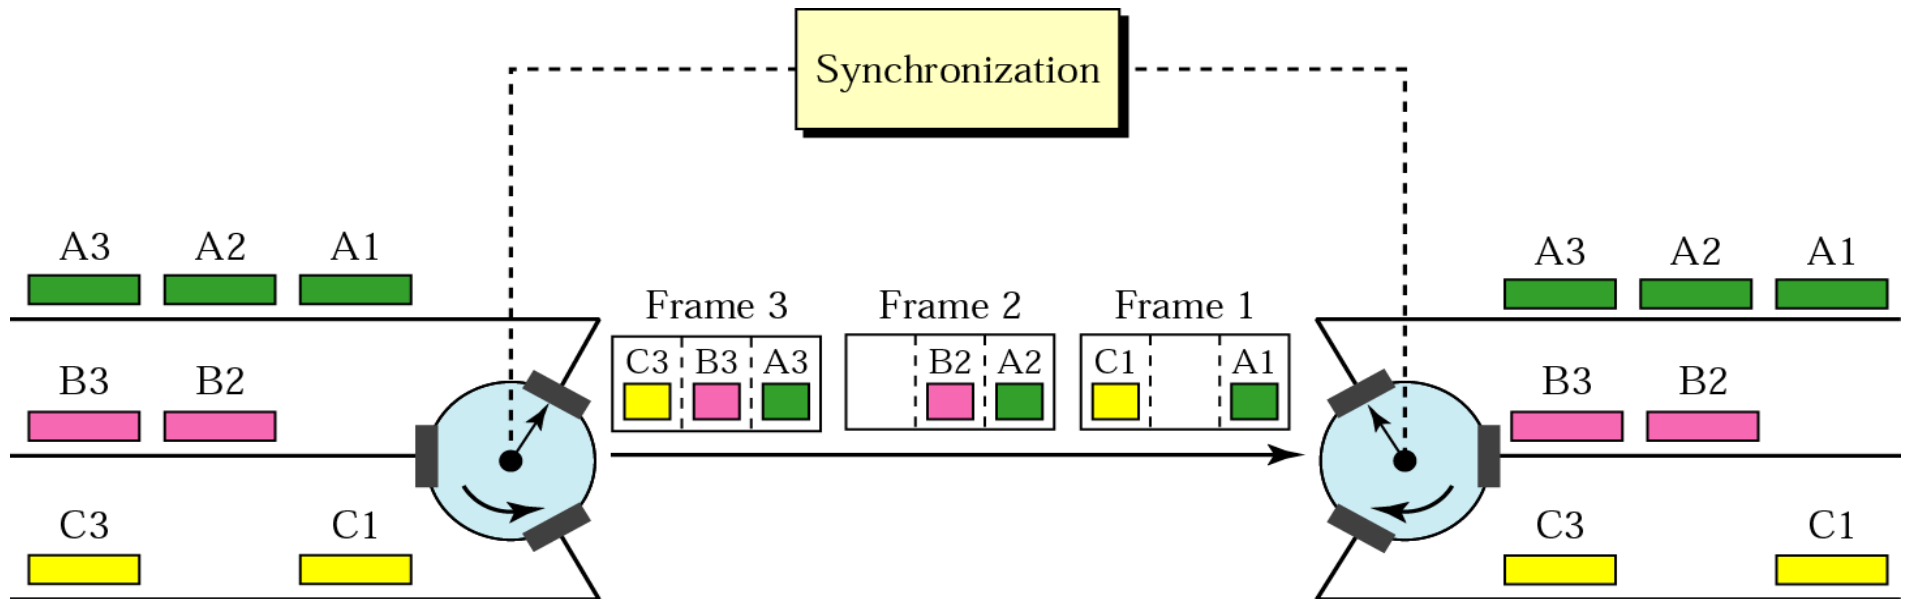 Synchronization
A3 A2 A1
A3 A2 A1
Frame 3 Frame 2 Frame 1
C3 B3 A3 B2 A2 C1 A1
B3 B2
B3 B2
C3 C1
C3 C1